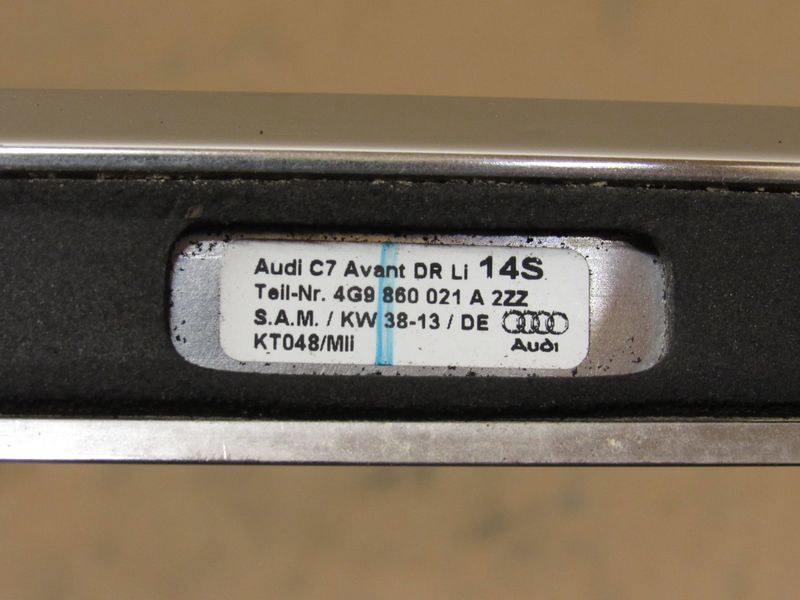 Audi C7 Avant DR Li 14S
Teil-Nr. 4G9 860 021 A 2ZZ
S.A.M. / KW 38-13 / DE
KT048/Mii
Audi